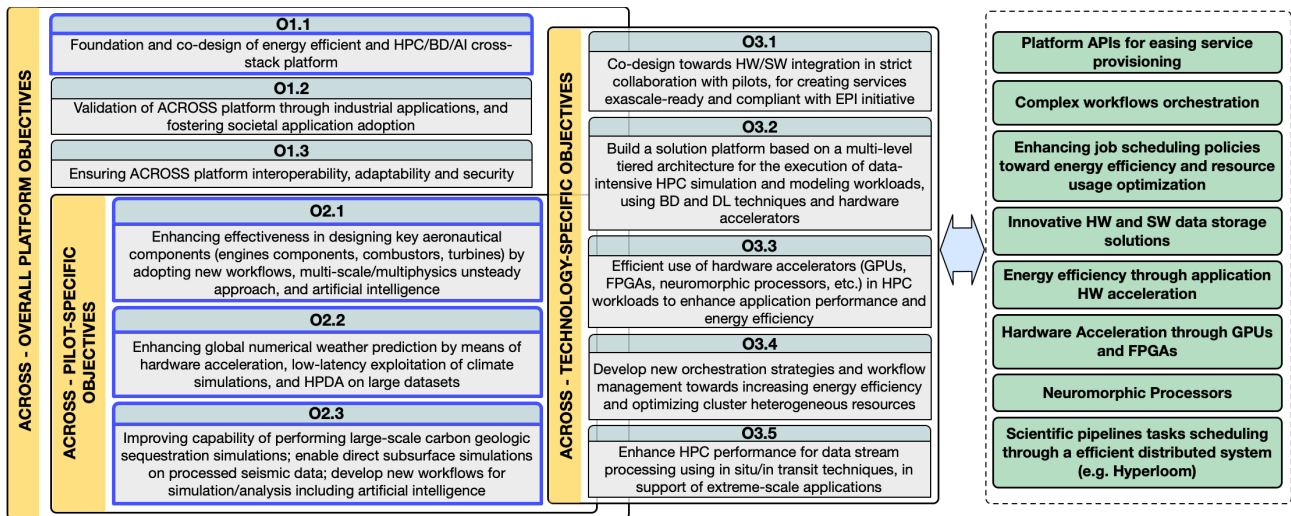 ACROSS - OVERALL PLATFORM OBJECTIVES
O1.1
Foundation and co-design of energy efficient and HPC/BD/AI cross-
stack platform
O1.2
Validation of ACROSS platform through industrial applications, and
fostering societal application adoption
O1.3
Ensuring ACROSS platform interoperability, adaptability and security
ACROSS - PILOT-SPECIFIC
OBJECTIVES
O2.1
Enhancing effectiveness in designing key aeronautical
components (engines components, combustors, turbines) by
adopting new workflows, multi-scale/multiphysics unsteady
approach, and artificial intelligence
O2.2
Enhancing global numerical weather prediction by means of
hardware acceleration, low-latency exploitation of climate
simulations, and HPDA on large datasets
O2.3
Improving capability of performing large-scale carbon geologic
sequestration simulations; enable direct subsurface simulations
on processed seismic data; develop new workflows for
simulation/analysis including artificial intelligence
ACROSS - TECHNOLOGY-SPECIFIC OBJECTIVES
O3.1
Co-design towards HW/SW integration in strict
collaboration with pilots, for creating services
exascale-ready and compliant with EPI initiative
O3.2
Build a solution platform based on a multi-level
tiered architecture for the execution of data-
intensive HPC simulation and modeling workloads,
using BD and DL techniques and hardware
accelerators
O3.3
Efficient use of hardware accelerators (GPUs,
FPGAs, neuromorphic processors, etc.) in HPC
workloads to enhance application performance and
energy efficiency
O3.4
Develop new orchestration strategies and workflow
management towards increasing energy efficiency
and optimizing cluster heterogeneous resources
O3.5
Enhance HPC performance for data stream
processing using in situ/in transit techniques, in
support of extreme-scale applications
Platform APIs for easing service
provisioning
Complex workflows orchestration
Enhancing job scheduling policies
toward energy efficiency and resource
usage optimization
Innovative HW and SW data storage
solutions
Energy efficiency through application
HW acceleration
Hardware Acceleration through GPUs
and FPGAs
Neuromorphic Processors
Scientific pipelines tasks scheduling
through a efficient distributed system
(e.g. Hyperloom)